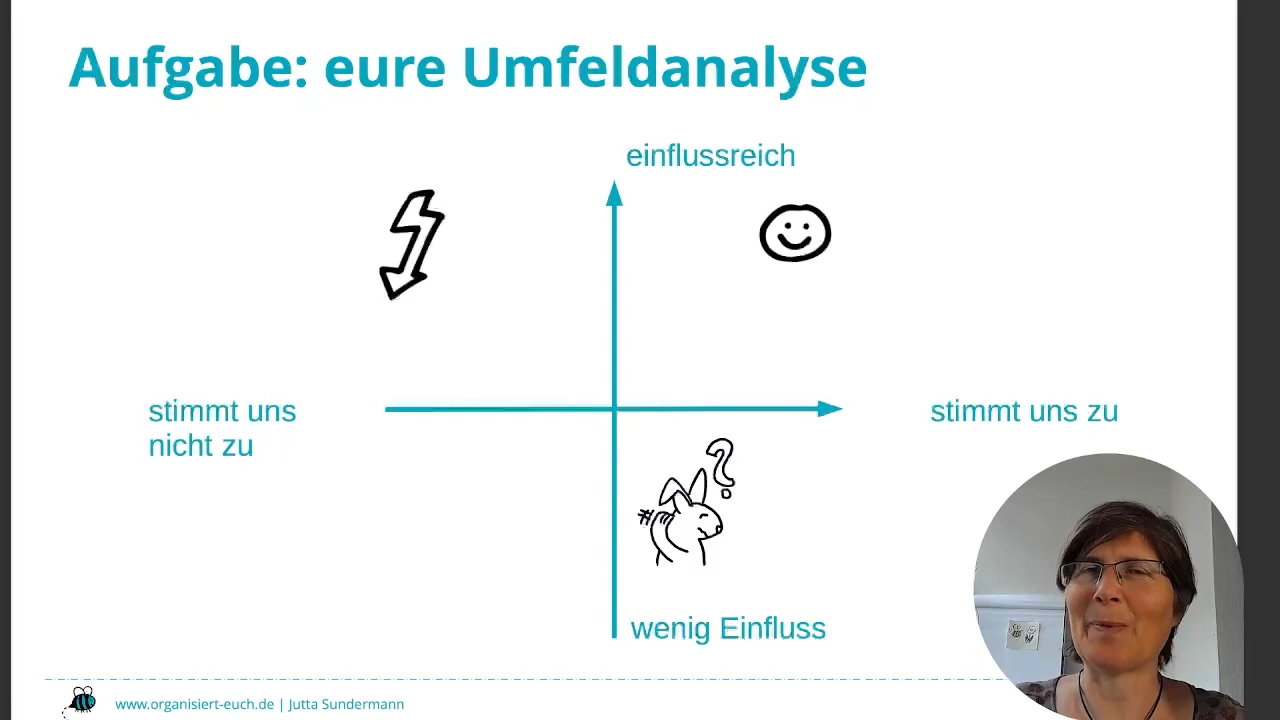 Aufgabe: eure Umfeldanalyse
einflussreich
stimmt uns
nicht zu
stimmt uns zu
?
wenig Einfluss
www.organisiert-euch.de | Jutta Sundermann